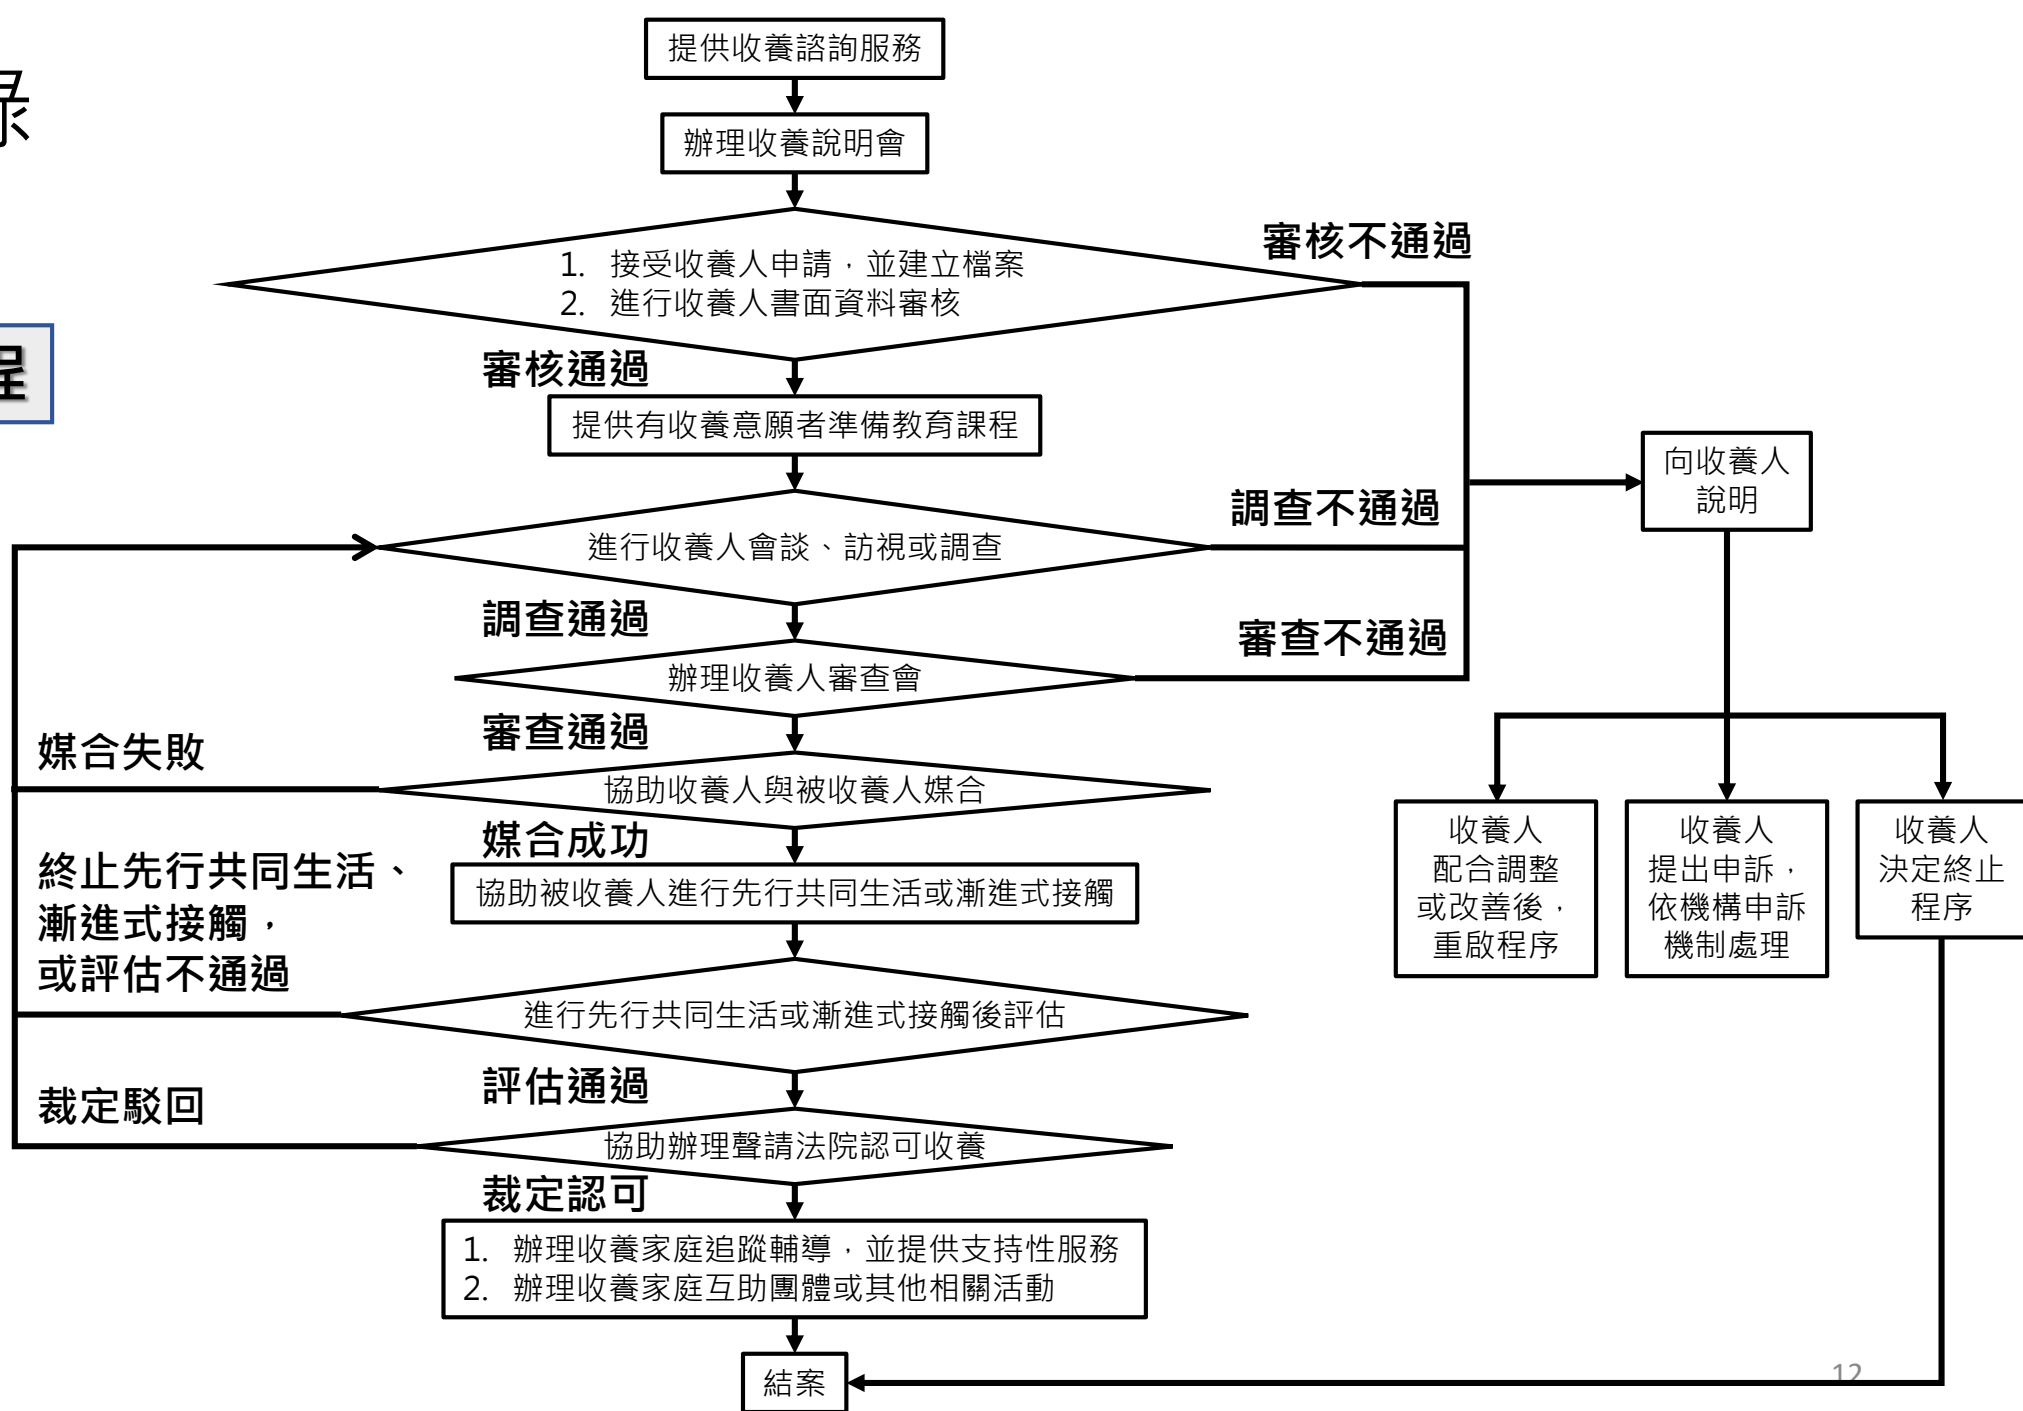 錄
程
提供收養諮詢服務
辦理收養說明會
1. 接受收養人申請，並建立檔案
2. 進行收養人書面資料審核
審核不通過
審核通過
提供有收養意願者準備教育課程
向收養人
說明
調查不通過
進行收養人會談、訪視或調查
調查通過
審查不通過
辦理收養人審查會
審查通過
媒合失敗
協助收養人與被收養人媒合
媒合成功
終止先行共同生活、
漸進式接觸，
或評估不通過
協助被收養人進行先行共同生活或漸進式接觸
收養人
配合調整
或改善後，
重啟程序
收養人
提出申訴，
依機構申訴
機制處理
收養人
決定終止
程序
進行先行共同生活或漸進式接觸後評估
評估通過
裁定駁回
協助辦理聲請法院認可收養
裁定認可
1. 辦理收養家庭追蹤輔導，並提供支持性服務
2. 辦理收養家庭互助團體或其他相關活動
結案
12